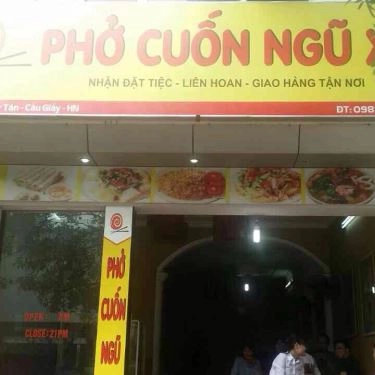 PHỞ CUỐN NGŨ X
NHẬN ĐẶT TIỆC - LIÊN HOAN - GIAO HÀNG TẬN NƠI
Tân - Cầu Giấy - HN
ĐT: 098
PHỞ
CUỐN
NGŨ
OPEN: AM
CLOSE: 21PM